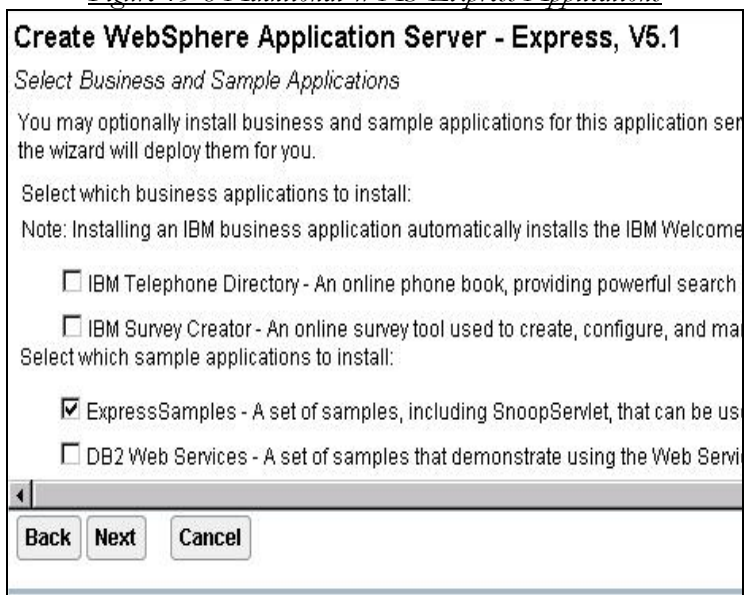 Create WebSphere Application Server - Express, V5.1
Select Business and Sample Applications
You may optionally install business and sample applications for this application ser
the wizard will deploy them for you.
Select which business applications to install:
Note: Installing an IBM business application automatically installs the IBM Welcome
IBM Telephone Directory - An online phone book, providing powerful search
IBM Survey Creator - An online survey tool used to create, configure, and ma
Select which sample applications to install:
ExpressSamples - A set of samples, including SnoopServlet, that can be us
DB2 Web Services - A set of samples that demonstrate using the Web Servi
Back Next Cancel